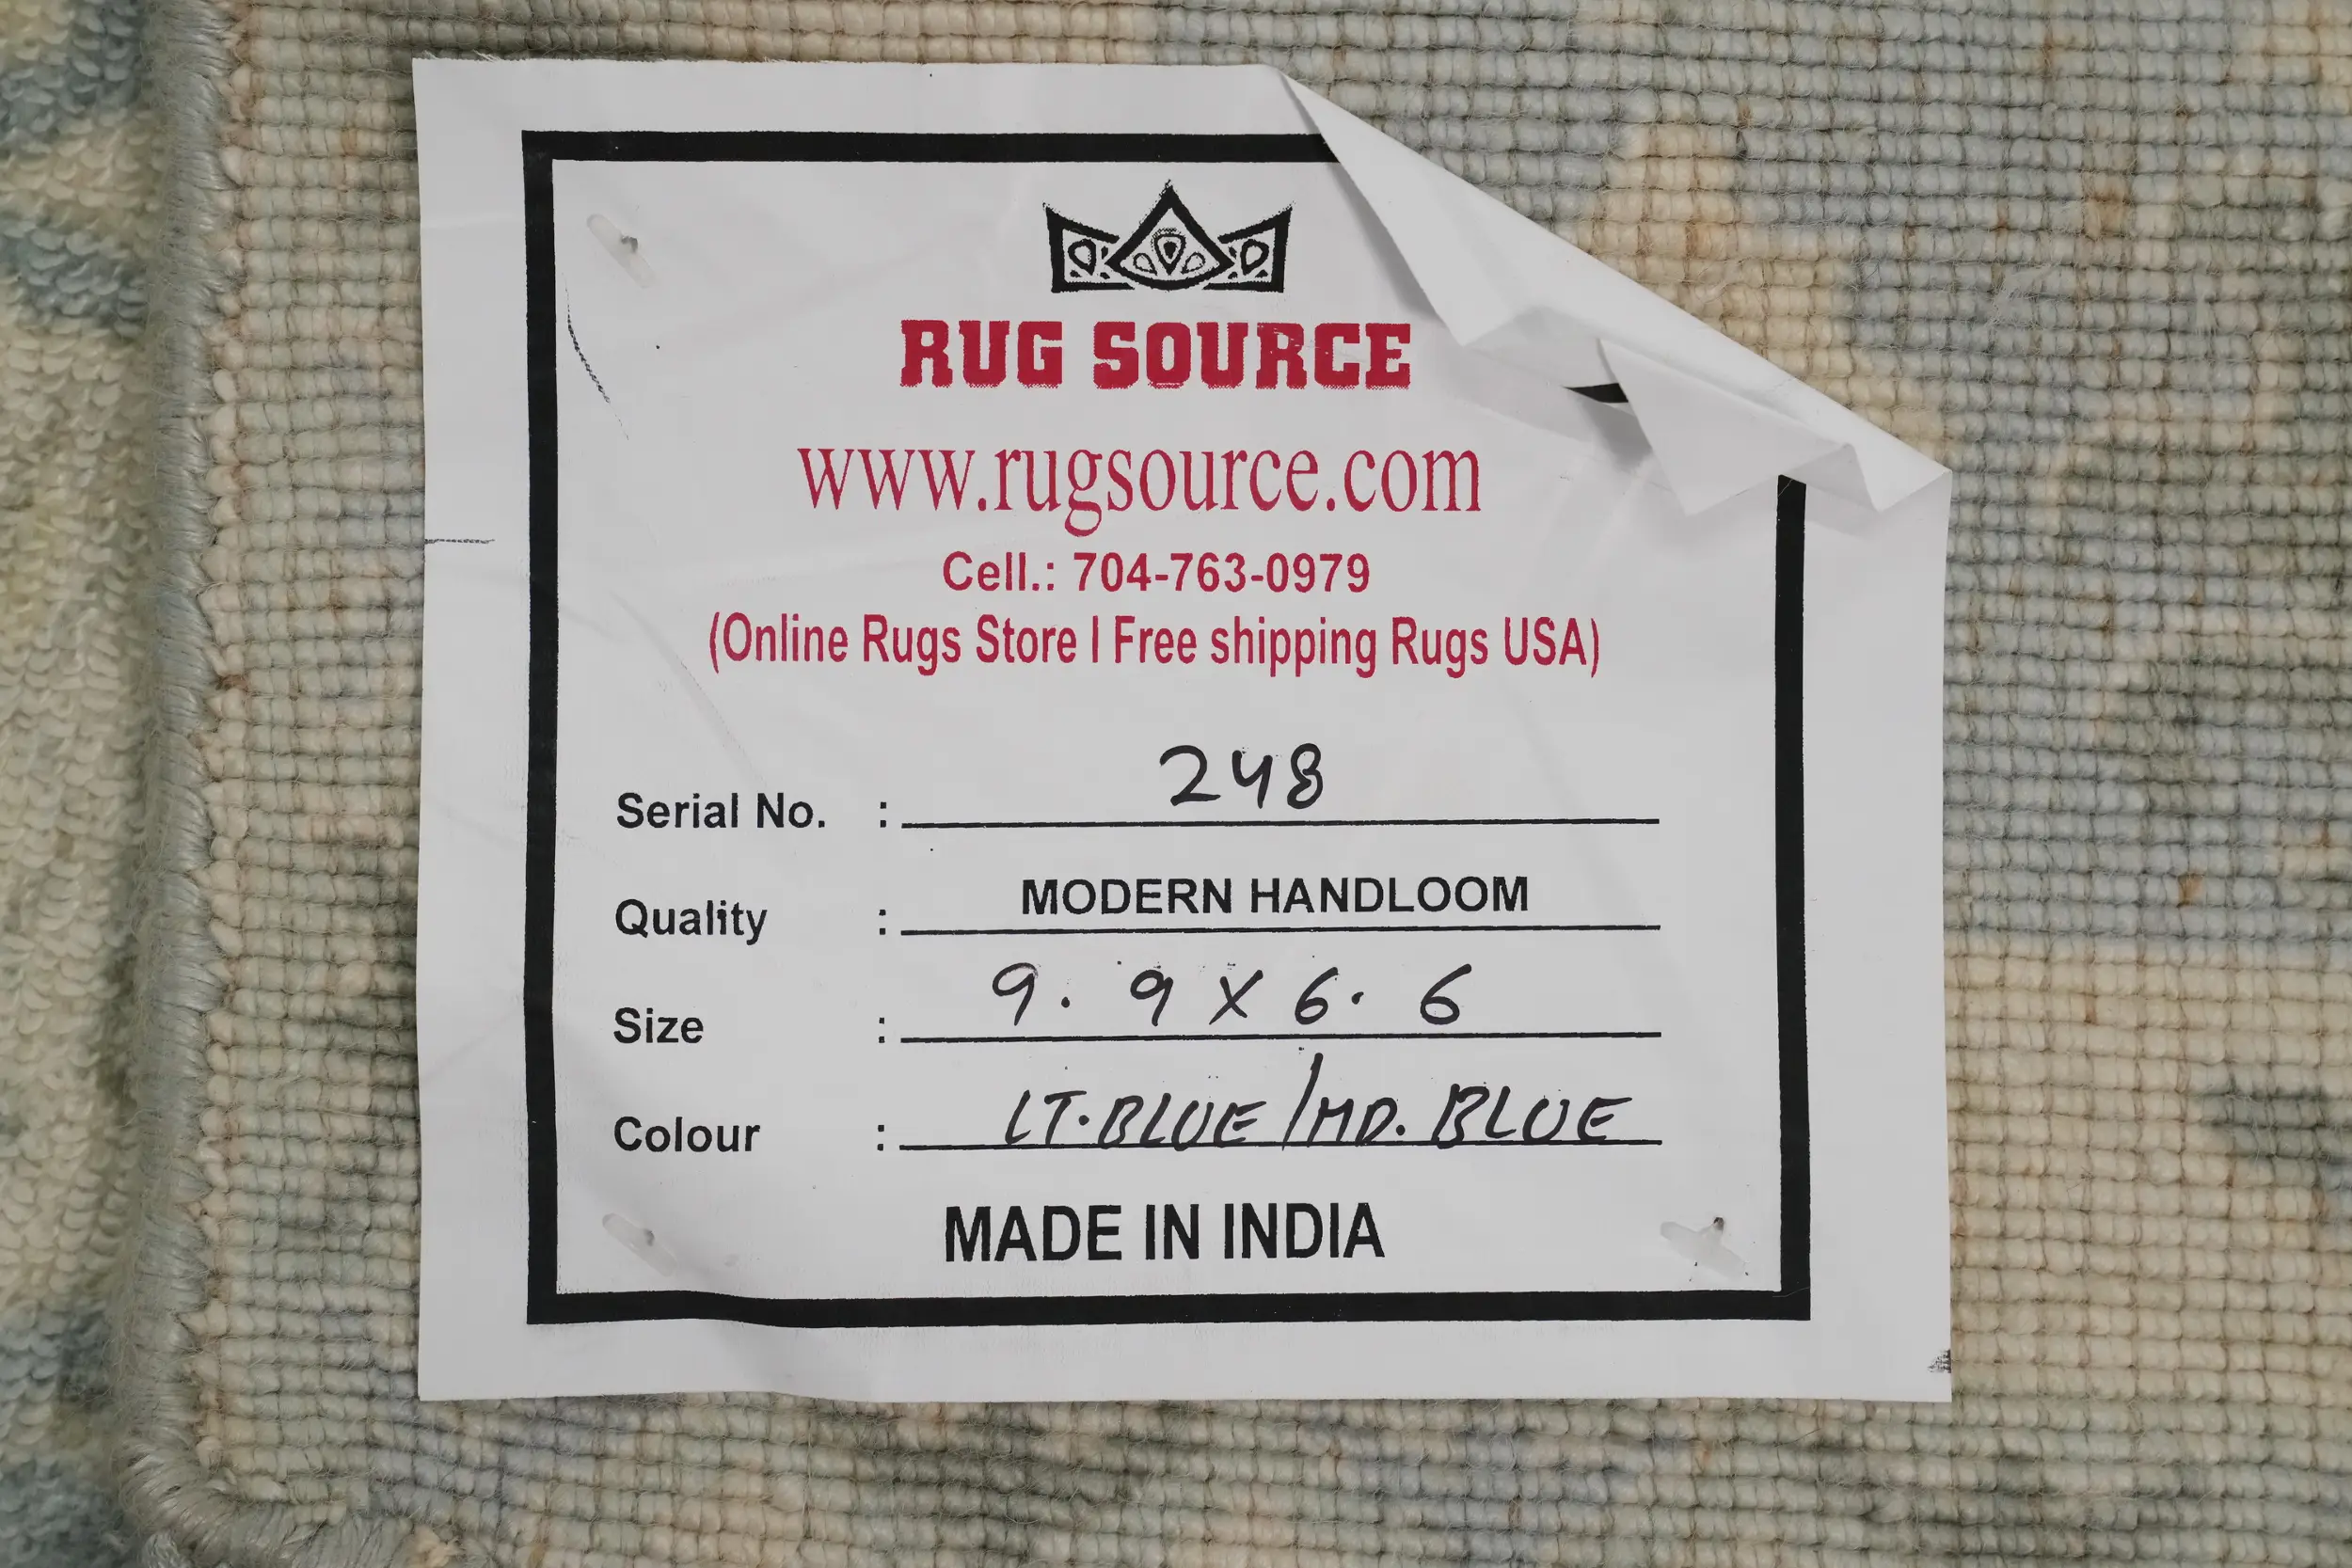 RUG SOURCE
www.rugsource.com
Cell.: 704-763-0979
(Online Rugs Store I Free shipping Rugs USA)
Serial No. : 248
Quality : MODERN HANDLOOM
Size : 9. 9 X 6. 6
Colour : LT.BLUE/MD. BLUE
MADE IN INDIA